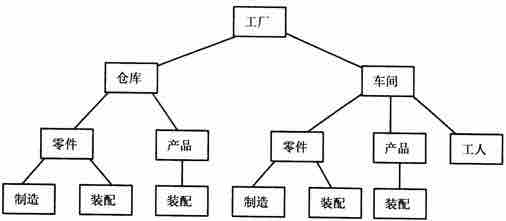 工厂
仓库 车间
零件 产品 零件 产品 工人
制造 装配 装配 制造 装配 装配